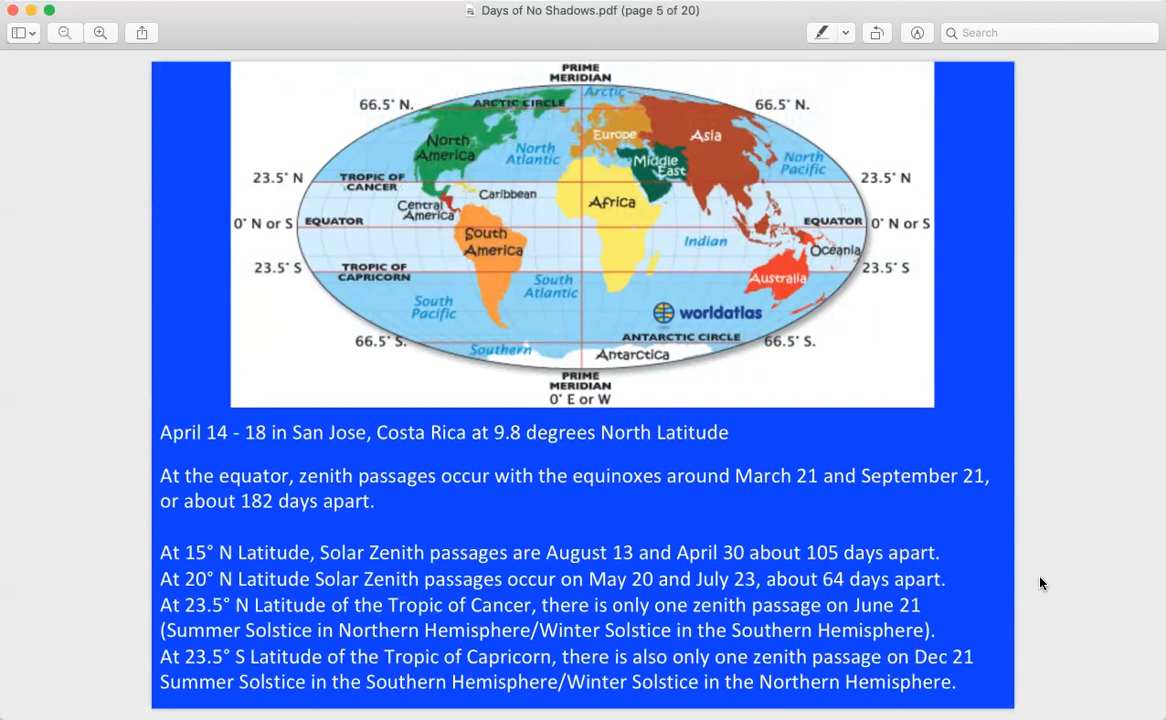 Days of No Shadows.pdf (page 5 of 20)
Search
PRIME
MERIDIAN
66.5° N.
ARCTIC CIRCLE
Arctic
66.5° N.
North
America
North
Atlantic
Europe
Asia
Middle
East
North
Pacific
23.5° N
TROPIC OF
CANCER
Caribbean
Central
America
Africa
23.5° N
0° N or S
EQUATOR
EQUATOR
0° N or S
South
America
Indian
Oceania
23.5° S
TROPIC OF
CAPRICORN
South
Atlantic
Australia
23.5° S
South
Pacific
worldatlas
66.5° S.
Southern
ANTARCTIC CIRCLE
66.5° S.
Antarctica
PRIME
MERIDIAN
0° E or W
April 14 - 18 in San Jose, Costa Rica at 9.8 degrees North Latitude
At the equator, zenith passages occur with the equinoxes around March 21 and September 21,
or about 182 days apart.
At 15° N Latitude, Solar Zenith passages are August 13 and April 30 about 105 days apart.
At 20° N Latitude Solar Zenith passages occur on May 20 and July 23, about 64 days apart.
At 23.5° N Latitude of the Tropic of Cancer, there is only one zenith passage on June 21
(Summer Solstice in Northern Hemisphere/Winter Solstice in the Southern Hemisphere).
At 23.5° S Latitude of the Tropic of Capricorn, there is also only one zenith passage on Dec 21
Summer Solstice in the Southern Hemisphere/Winter Solstice in the Northern Hemisphere.